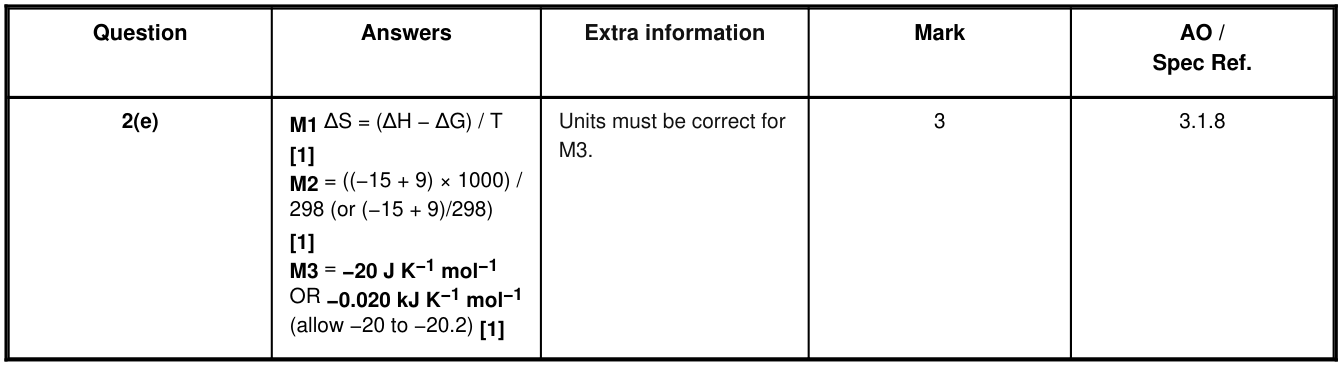 Question Answers Extra information Mark AO /
Spec Ref.
2(e) M1 ΔS = (ΔH − ΔG) / T Units must be correct for 3 3.1.8
[1] M3.
M2 = ((−15 + 9) × 1000) /
298 (or (−15 + 9)/298)
[1]
M3 = −20 J K⁻¹ mol⁻¹
OR −0.020 kJ K⁻¹ mol⁻¹
(allow −20 to −20.2) [1]